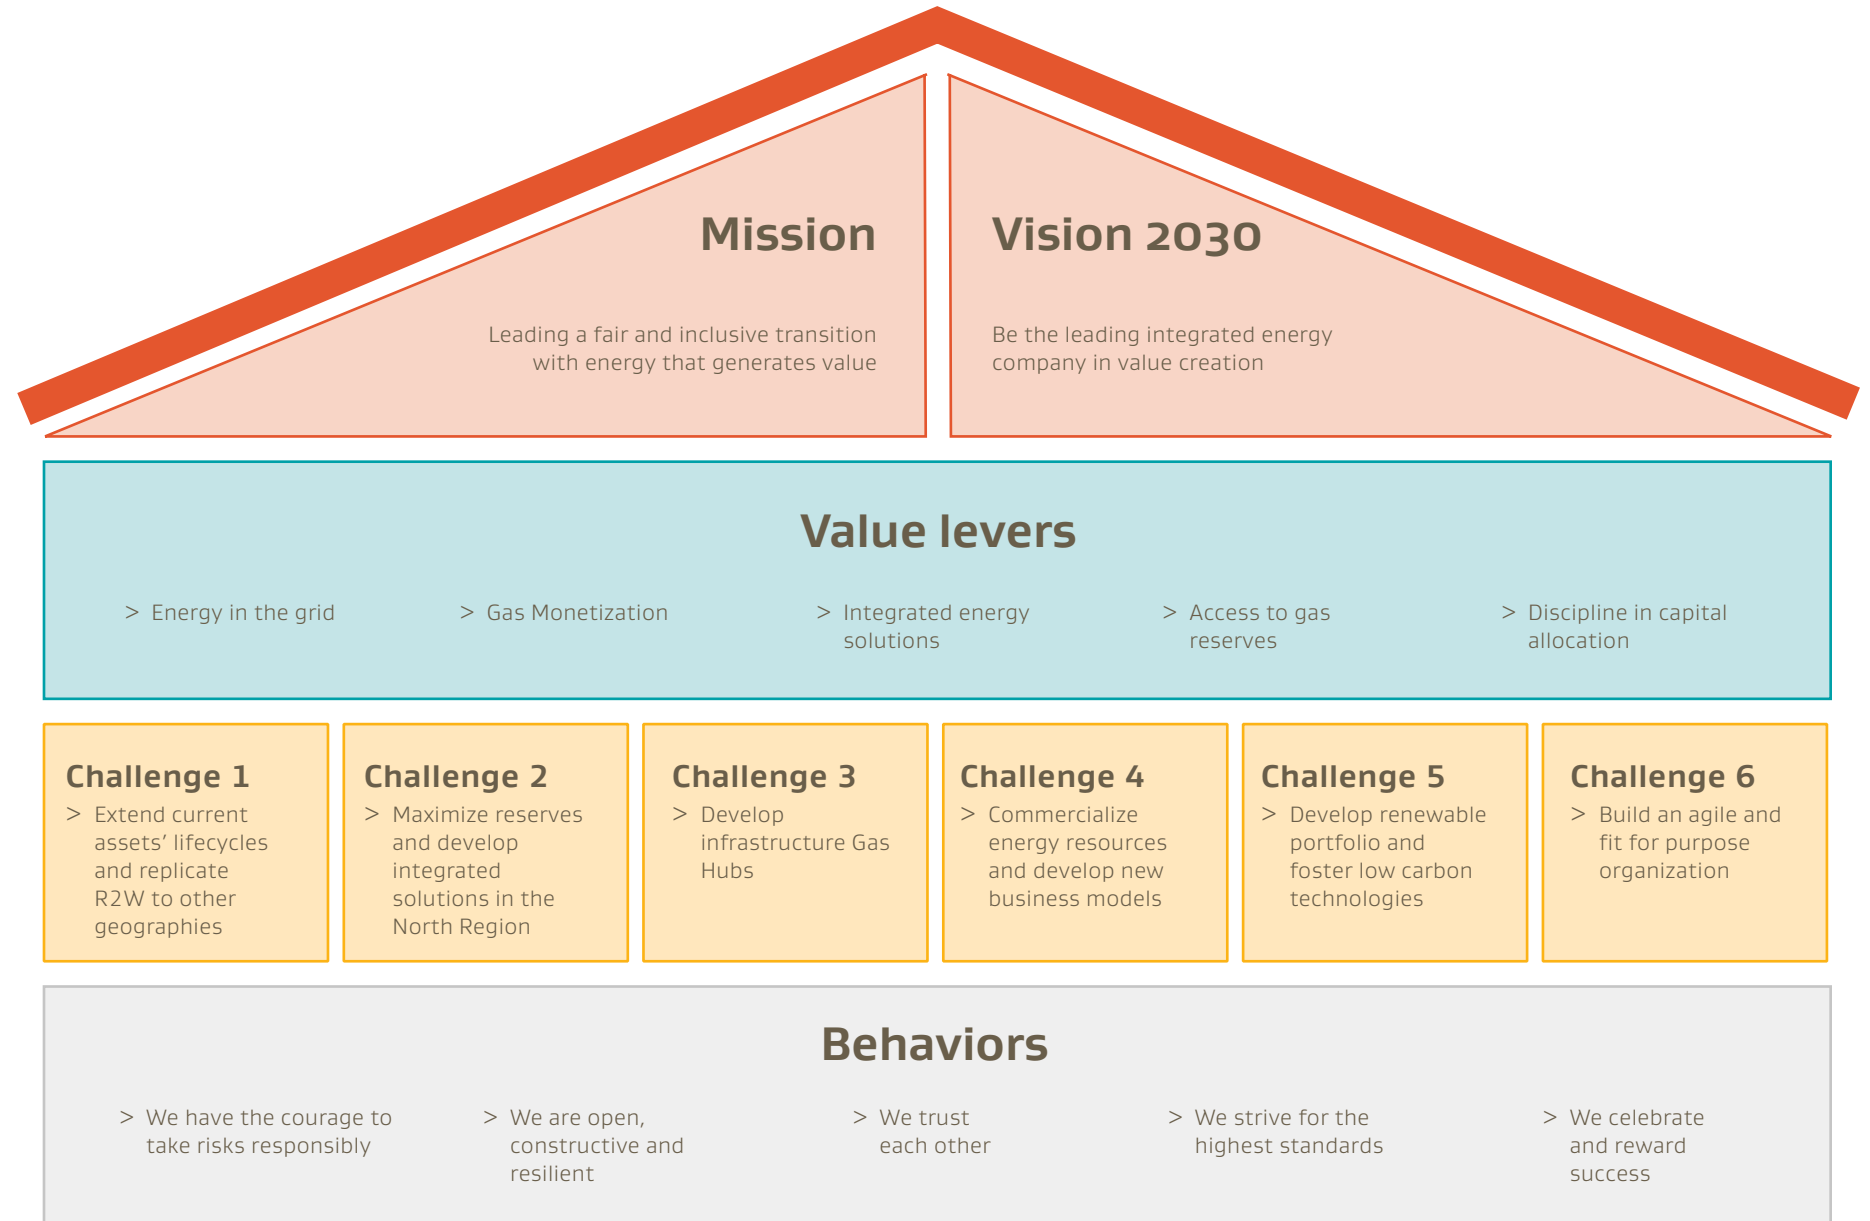 Mission
Leading a fair and inclusive transition
with energy that generates value
Vision 2030
Be the leading integrated energy
company in value creation
Value levers
> Energy in the grid
> Gas Monetization
> Integrated energy
solutions
> Access to gas
reserves
> Discipline in capital
allocation
Challenge 1
> Extend current
assets’ lifecycles
and replicate
R2W to other
geographies
Challenge 2
> Maximize reserves
and develop
integrated
solutions in the
North Region
Challenge 3
> Develop
infrastructure Gas
Hubs
Challenge 4
> Commercialize
energy resources
and develop new
business models
Challenge 5
> Develop renewable
portfolio and
foster low carbon
technologies
Challenge 6
> Build an agile and
fit for purpose
organization
Behaviors
> We have the courage to
take risks responsibly
> We are open,
constructive and
resilient
> We trust
each other
> We strive for the
highest standards
> We celebrate
and reward
success